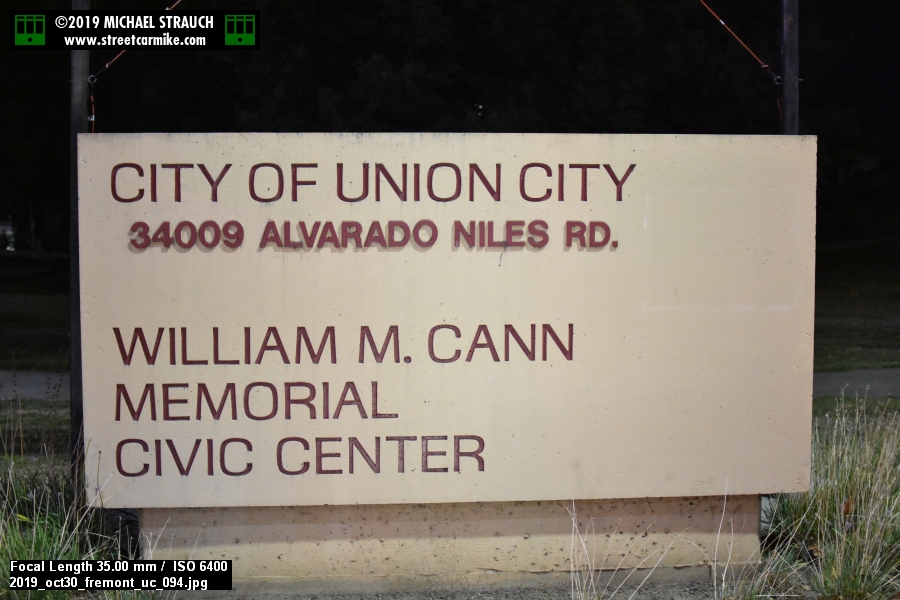 ©2019 MICHAEL STRAUCH
www.streetcarmike.com
CITY OF UNION CITY
34009 ALVARADO NILES RD.
WILLIAM M. CANN
MEMORIAL
CIVIC CENTER
Focal Length 35.00 mm / ISO 6400
2019_oct30_fremont_uc_094.jpg